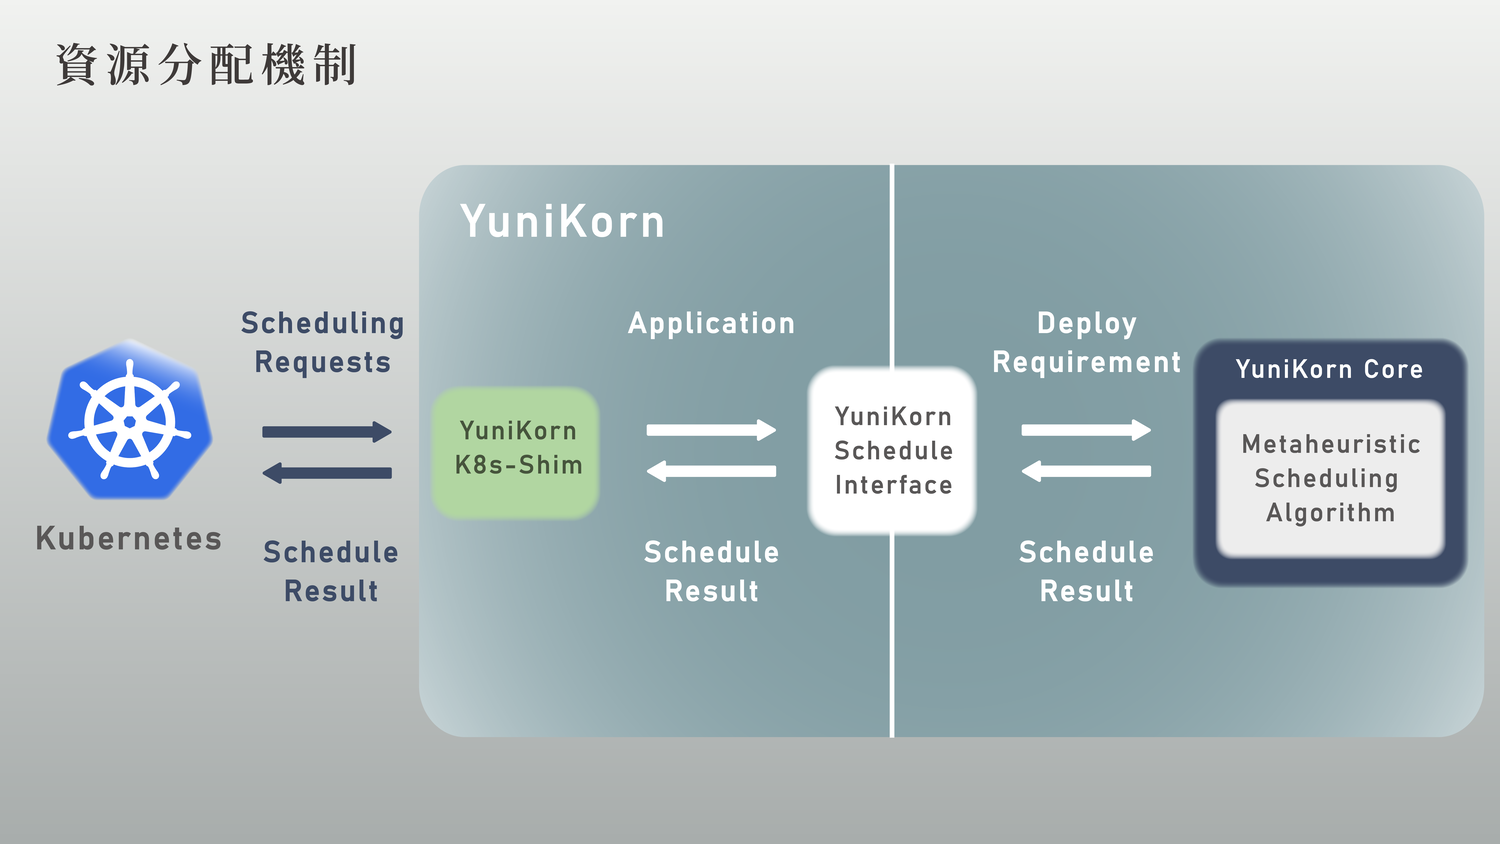 資源分配機制
YuniKorn
Scheduling
Requests
Application
Deploy
Requirement
YuniKorn Core
YuniKorn
K8s-Shim
YuniKorn
Schedule
Interface
Metaheuristic
Scheduling
Algorithm
Kubernetes
Schedule
Result
Schedule
Result
Schedule
Result